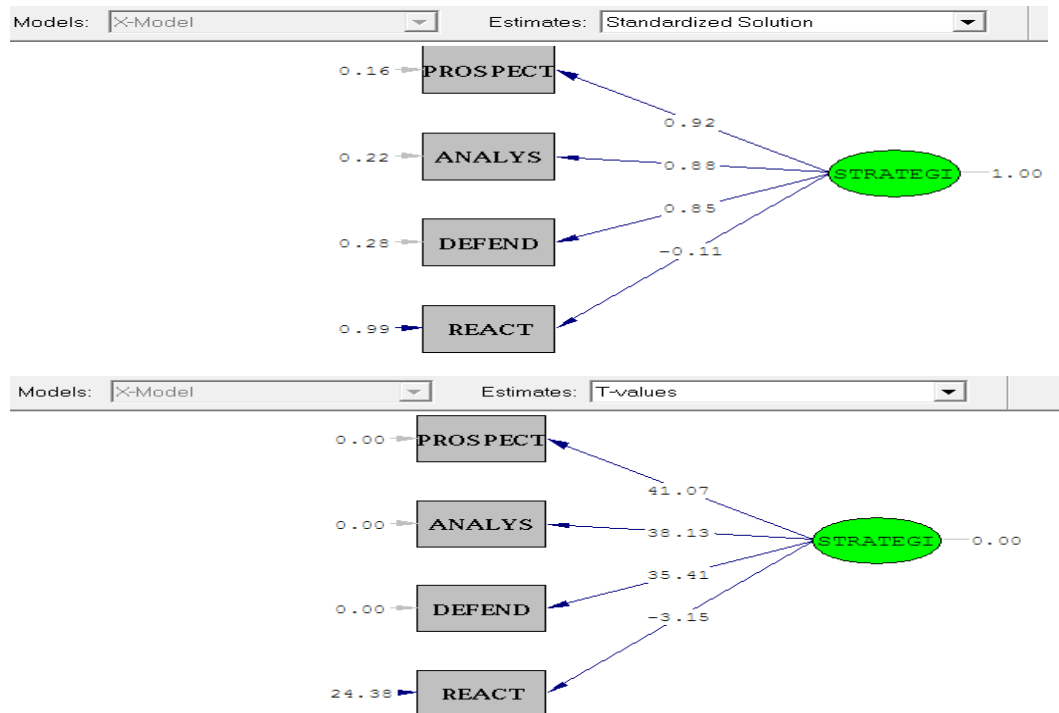 Models: X-Model Estimates: Standardized Solution
0.16 PROSPECT
0.92
0.22 ANALYS
0.88
STRATEGI 1.00
0.85
0.28 DEFEND
-0.11
0.99 REACT
Models: X-Model Estimates: T-values
0.00 PROSPECT
41.07
0.00 ANALYS
38.13
STRATEGI 0.00
35.41
0.00 DEFEND
-3.15
24.38 REACT